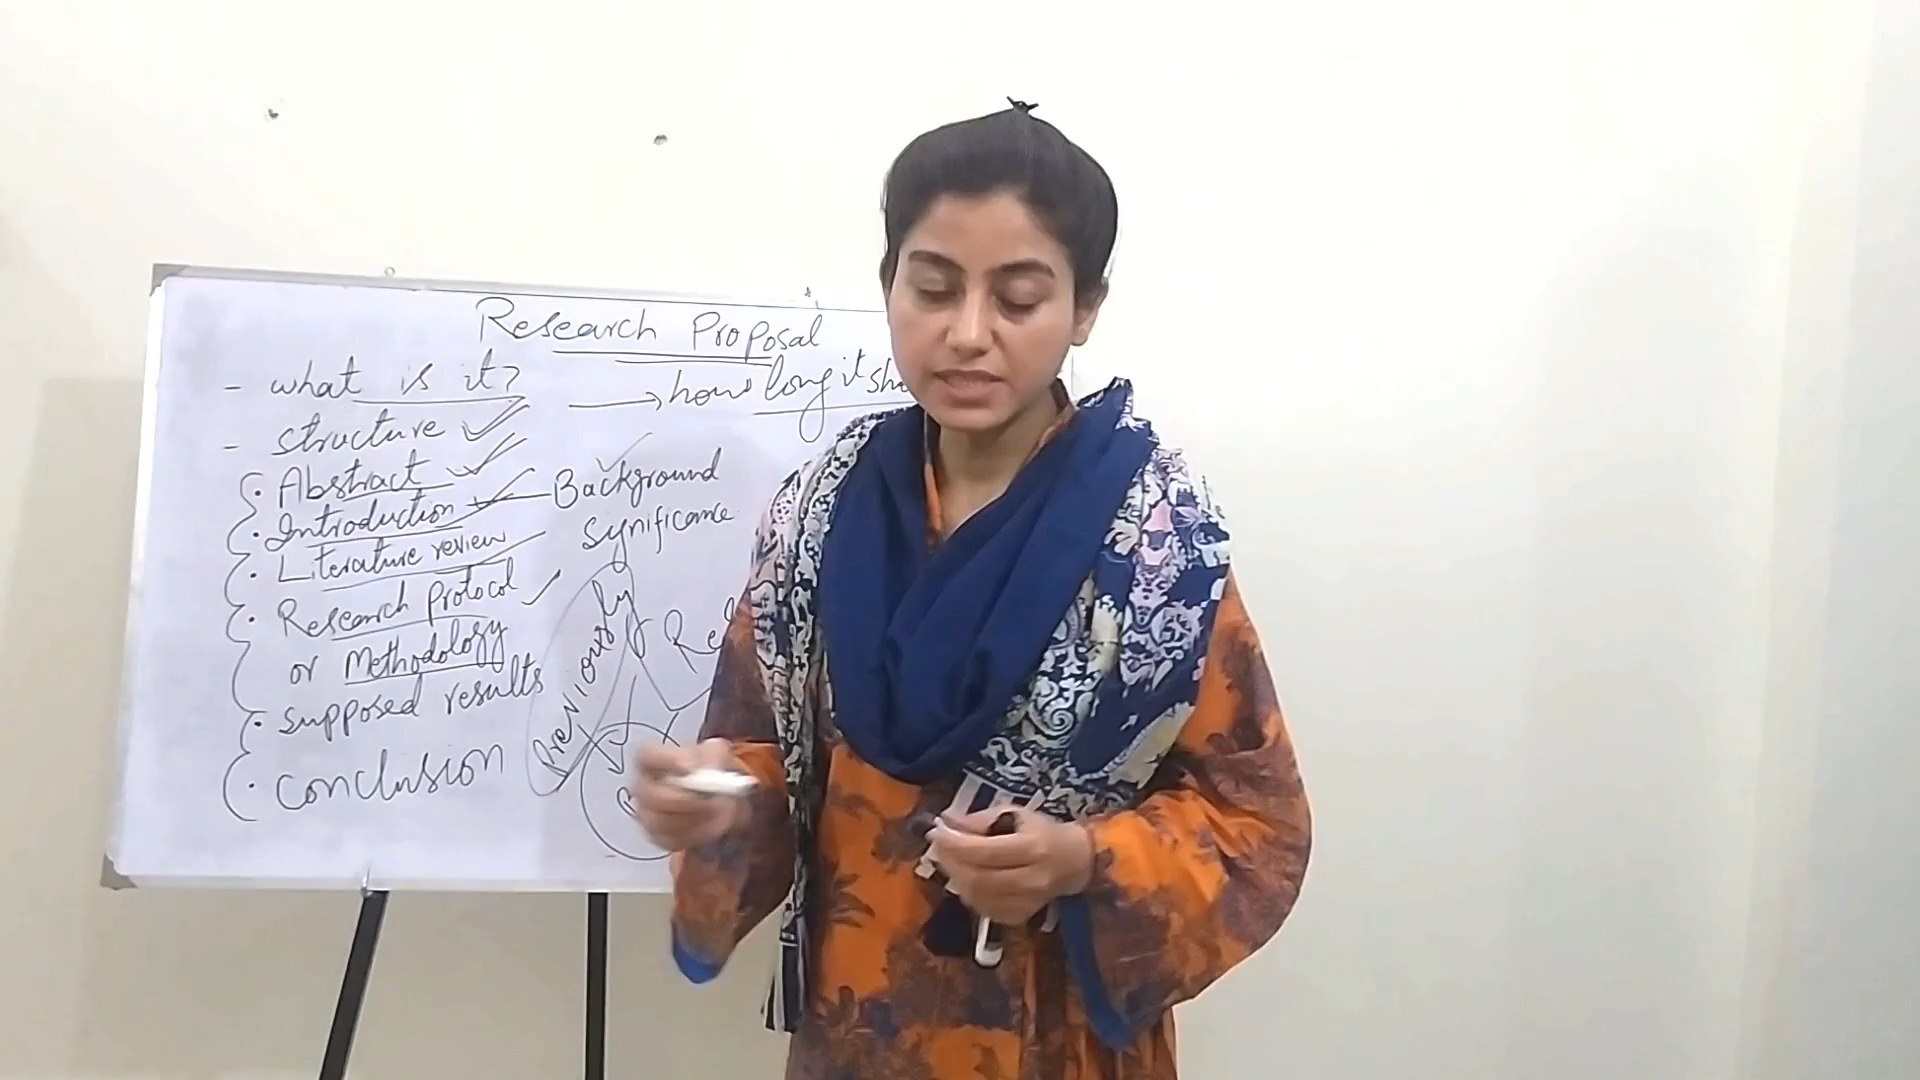 Research Proposal
- what is it?
→ how long it sho
- structure
· Abstract
Background
· Introduction
significance
· Literature review
· Research protocol
or Methodology
· supposed results
· conclusion
Previously